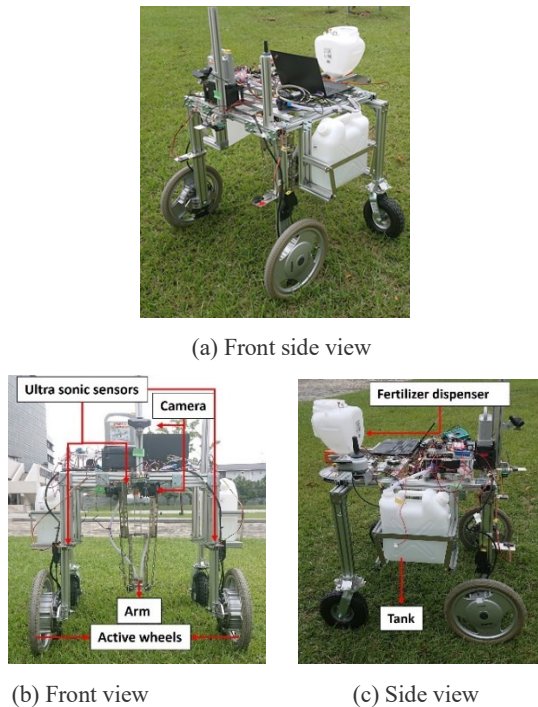 (a) Front side view
Ultra sonic sensors
Camera
Arm
Active wheels
Fertilizer dispenser
Tank
(b) Front view
(c) Side view